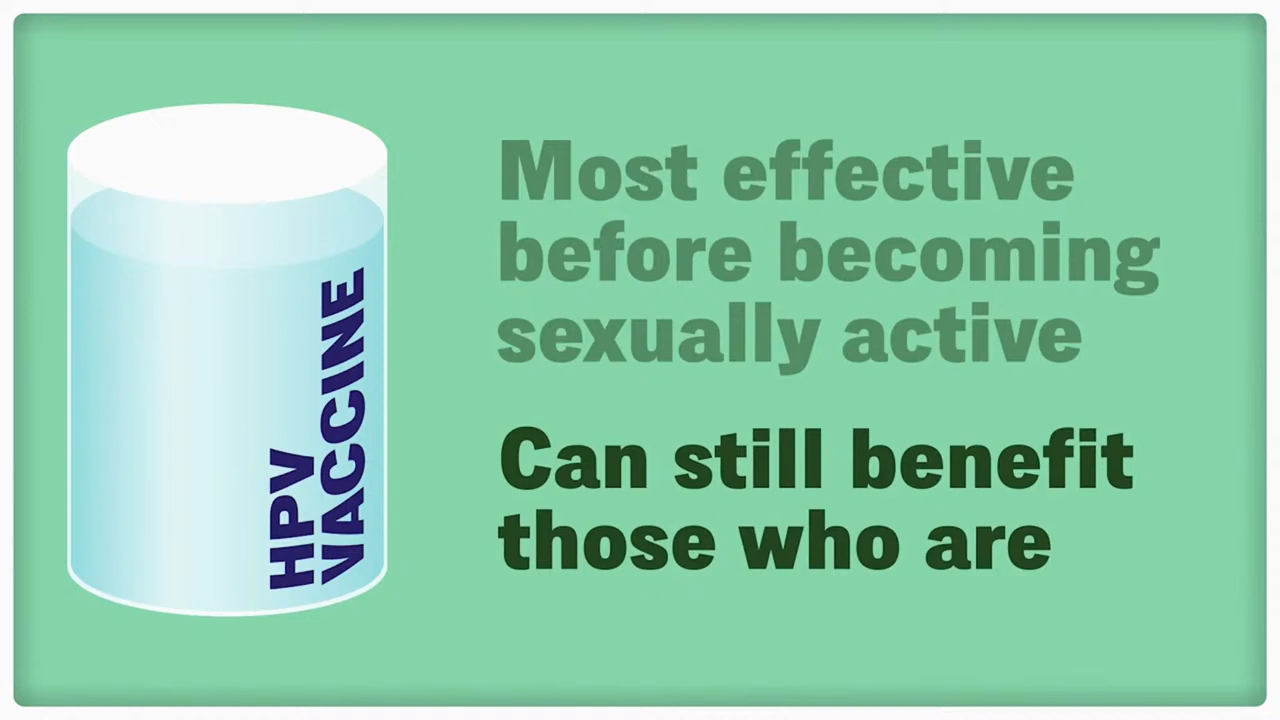 HPV
VACCINE
Most effective
before becoming
sexually active
Can still benefit
those who are